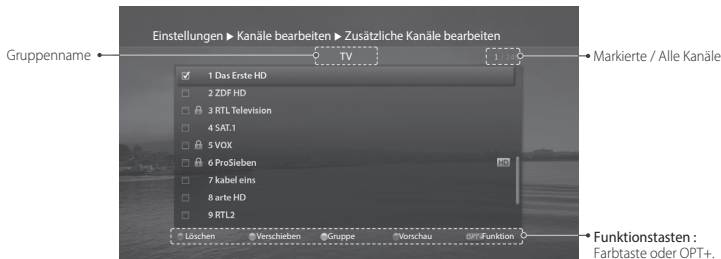 Einstellungen ▶ Kanäle bearbeiten ▶ Zusätzliche Kanäle bearbeiten
Gruppenname
TV
Markierte / Alle Kanäle
1 Das Erste HD
2 ZDF HD
3 RTL Television
4 SAT.1
5 VOX
6 ProSieben HD
7 kabel eins
8 arte HD
9 RTL2
Löschen Verschieben Gruppe Vorschau OPT+ Funktion
Funktionstasten :
Farbtaste oder OPT+.